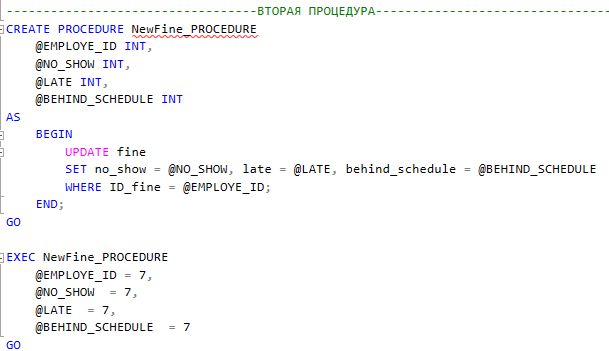 ----------------------------------ВТОРАЯ ПРОЦЕДУРА--------------------------------
CREATE PROCEDURE NewFine_PROCEDURE
    @EMPLOYE_ID INT,
    @NO_SHOW INT,
    @LATE INT,
    @BEHIND_SCHEDULE INT
AS
    BEGIN
        UPDATE fine
        SET no_show = @NO_SHOW, late = @LATE, behind_schedule = @BEHIND_SCHEDULE
        WHERE ID_fine = @EMPLOYE_ID;
    END;
GO
EXEC NewFine_PROCEDURE
    @EMPLOYE_ID = 7,
    @NO_SHOW  = 7,
    @LATE  = 7,
    @BEHIND_SCHEDULE  = 7
GO